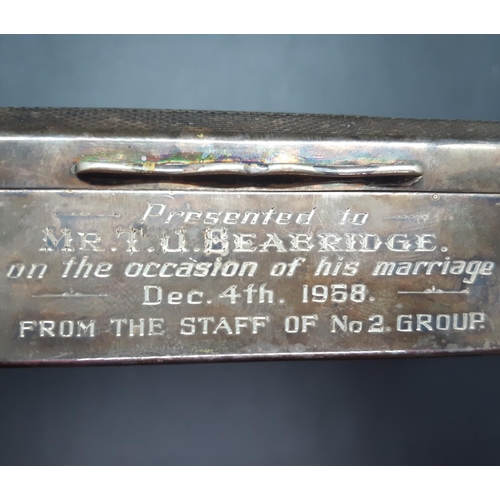 Presented to
MR. T. U. SEABRIDGE.
on the occasion of his marriage
Dec. 4th. 1958.
FROM THE STAFF OF No 2. GROUP.